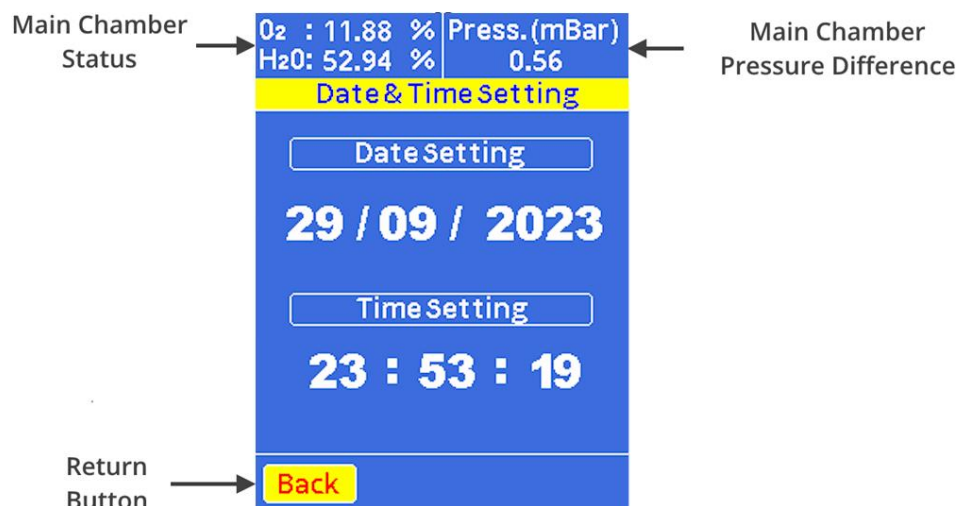 Main Chamber
Status
O2 : 11.88 %
H2O: 52.94 %
Press.(mBar)
0.56
Main Chamber
Pressure Difference
Date & Time Setting
Date Setting
29 / 09 / 2023
Time Setting
23 : 53 : 19
Return
Button
Back